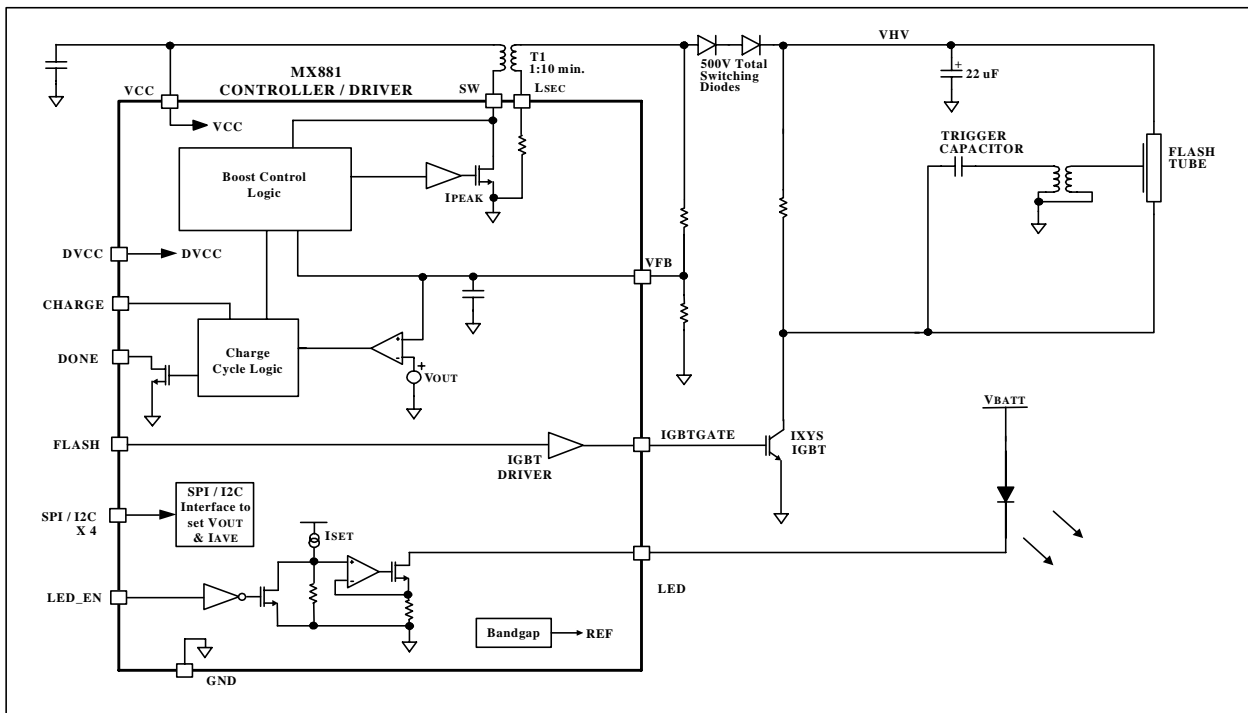 VHV
T1
1:10 min.
500V Total
Switching
Diodes
+
22 uF
MX881
CONTROLLER / DRIVER
VCC
SW
LSEC
VCC
TRIGGER
CAPACITOR
FLASH
TUBE
Boost Control
Logic
IPEAK
DVCC
DVCC
VFB
CHARGE
DONE
Charge
Cycle Logic
+
-
+
VOUT
VBATT
FLASH
IGBT
DRIVER
IGBTGATE
IXYS
IGBT
SPI / I2C
X 4
SPI / I2C
Interface to
set VOUT
& IAVE
ISET
+
-
LED_EN
LED
Bandgap
REF
GND